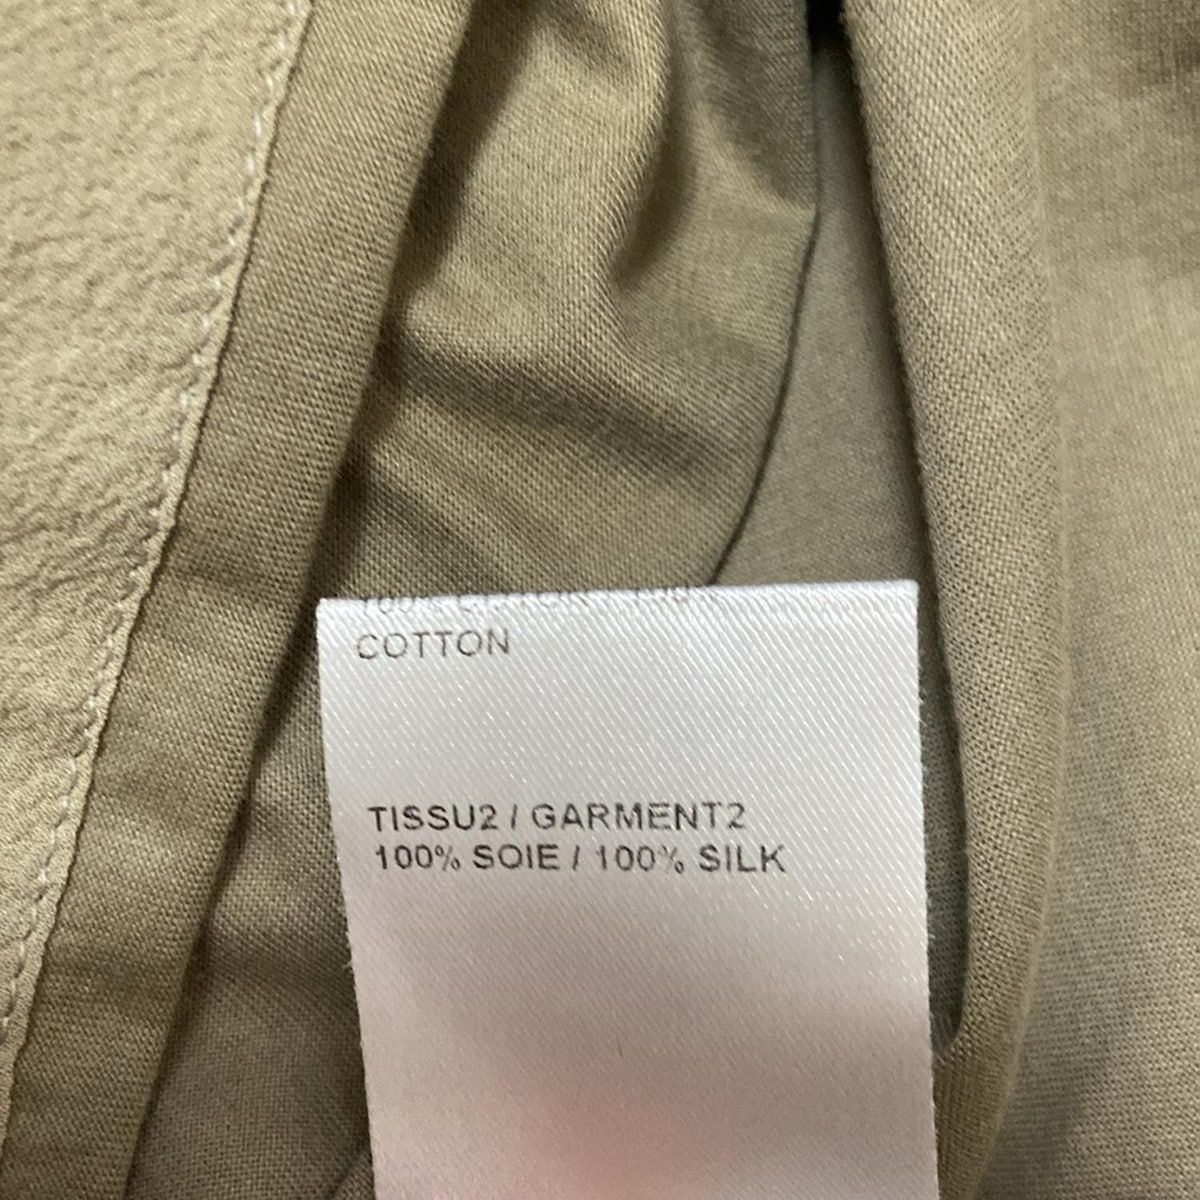 COTTON
TISSU2 / GARMENT2
100% SOIE / 100% SILK